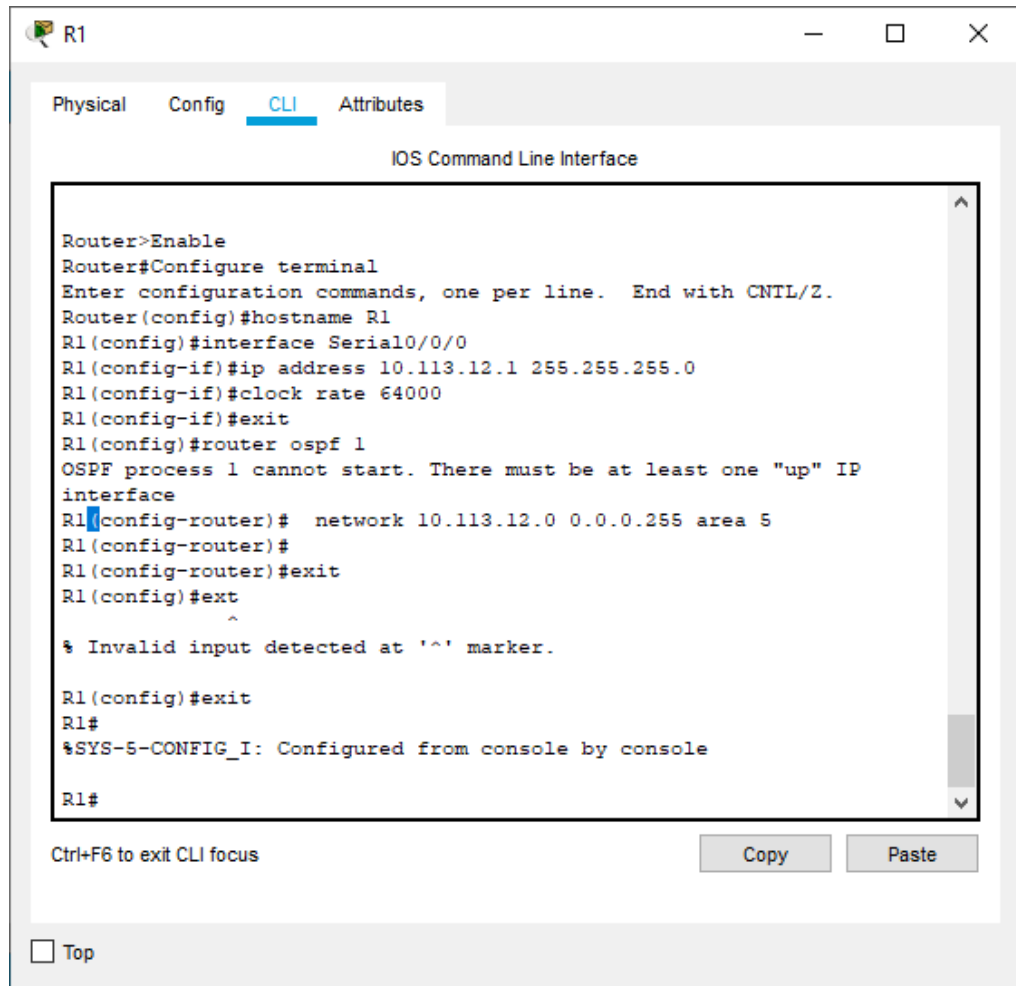 R1
Physical Config CLI Attributes
IOS Command Line Interface
Router>Enable
Router#Configure terminal
Enter configuration commands, one per line.  End with CNTL/Z.
Router(config)#hostname R1
R1(config)#interface Serial0/0/0
R1(config-if)#ip address 10.113.12.1 255.255.255.0
R1(config-if)#clock rate 64000
R1(config-if)#exit
R1(config)#router ospf 1
OSPF process 1 cannot start. There must be at least one "up" IP
interface
R1(config-router)#  network 10.113.12.0 0.0.0.255 area 5
R1(config-router)#
R1(config-router)#exit
R1(config)#ext
^
% Invalid input detected at '^' marker.
R1(config)#exit
R1#
%SYS-5-CONFIG_I: Configured from console by console
R1#
Ctrl+F6 to exit CLI focus Copy Paste
Top